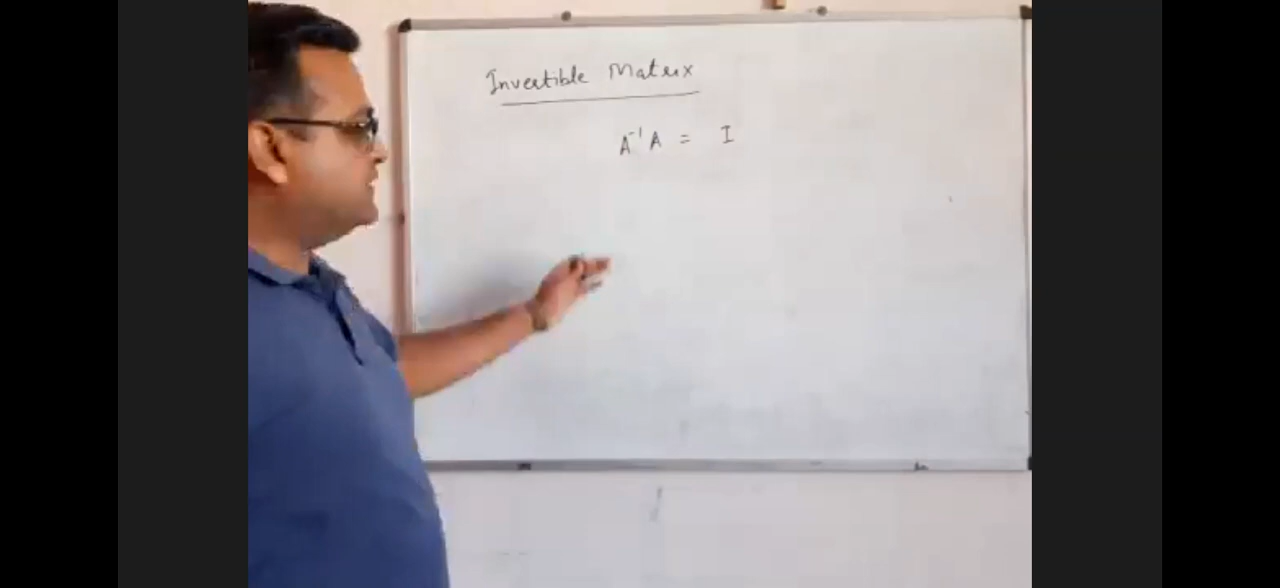 Invertible Matrix
A⁻¹A = I